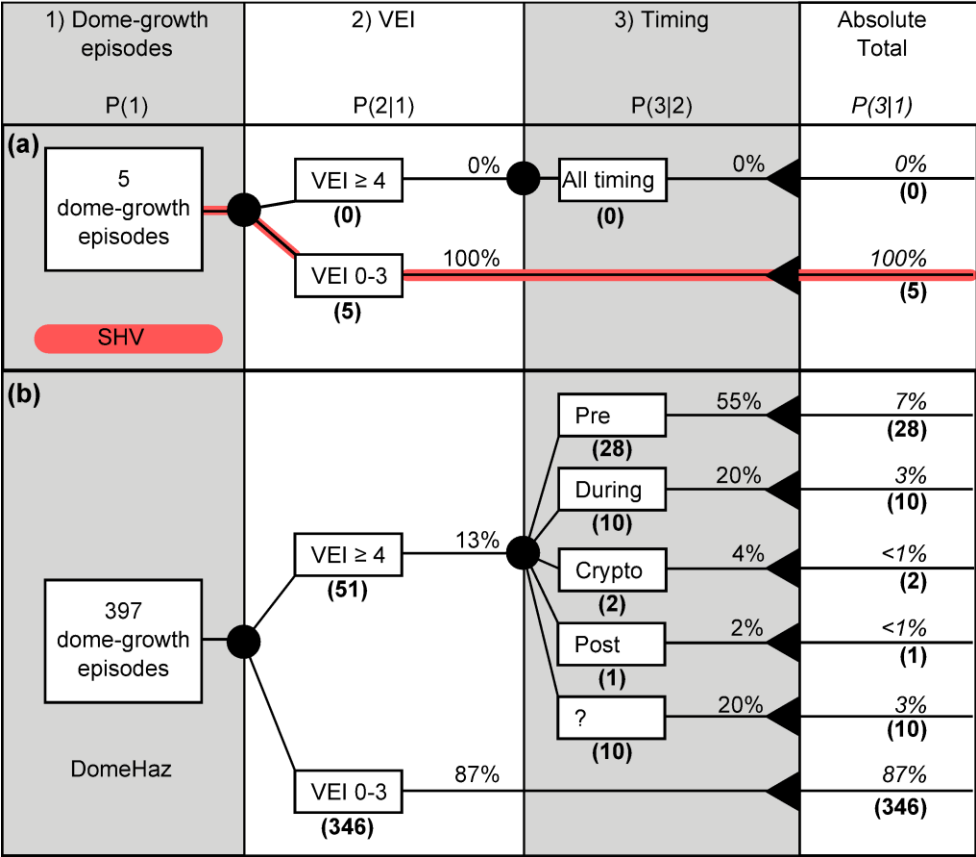 1) Dome-growth
episodes
P(1)
2) VEI
P(2|1)
3) Timing
P(3|2)
Absolute
Total
P(3|1)
(a)
5
dome-growth
episodes
SHV
VEI ≥ 4
(0)
0%
All timing
(0)
0%
0%
(0)
VEI 0-3
(5)
100%
100%
(5)
(b)
397
dome-growth
episodes
DomeHaz
VEI ≥ 4
(51)
13%
Pre
(28)
55%
7%
(28)
During
(10)
20%
3%
(10)
Crypto
(2)
4%
<1%
(2)
Post
(1)
2%
<1%
(1)
?
(10)
20%
3%
(10)
VEI 0-3
(346)
87%
87%
(346)